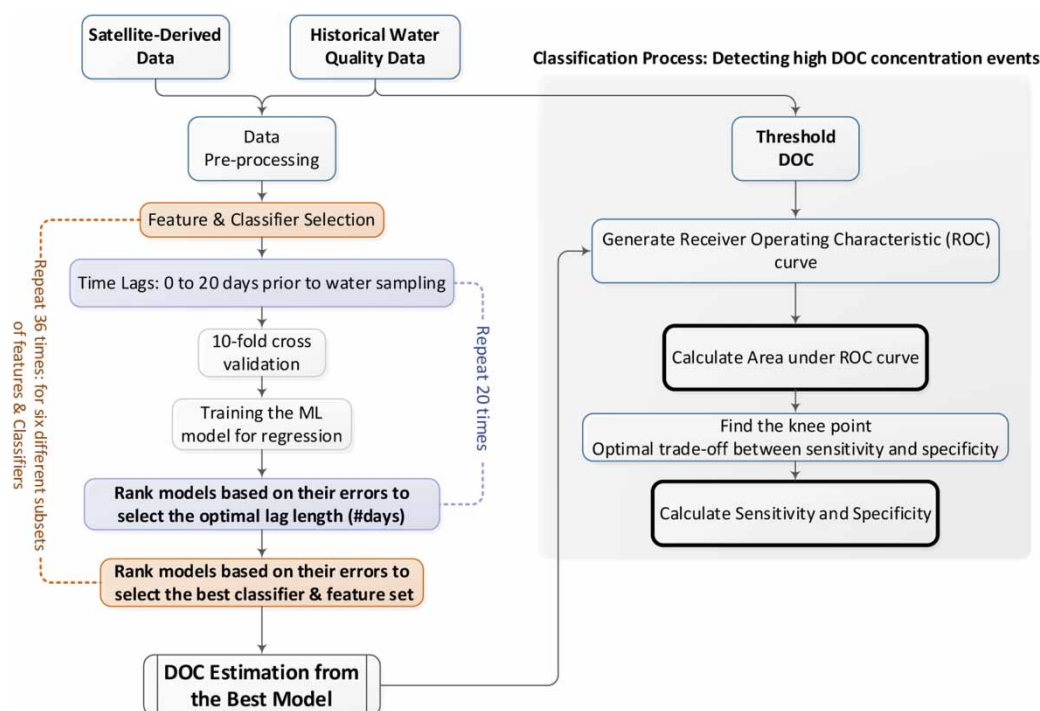 Satellite-Derived
Data
Historical Water
Quality Data
Data
Pre-processing
Feature & Classifier Selection
Time Lags: 0 to 20 days prior to water sampling
10-fold cross
validation
Training the ML
model for regression
Rank models based on their errors to
select the optimal lag length (#days)
Rank models based on their errors to
select the best classifier & feature set
DOC Estimation from
the Best Model
Repeat 36 times: for six different subsets
of features & Classifiers
Repeat 20 times
Classification Process: Detecting high DOC concentration events
Threshold
DOC
Generate Receiver Operating Characteristic (ROC)
curve
Calculate Area under ROC curve
Find the knee point
Optimal trade-off between sensitivity and specificity
Calculate Sensitivity and Specificity